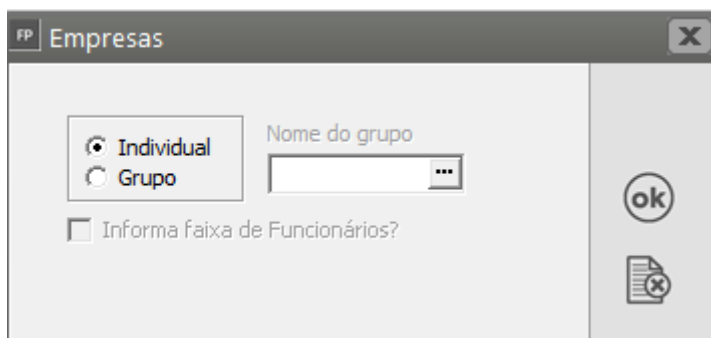 FP Empresas
Individual
Grupo
Nome do grupo
...
Informa faixa de Funcionários?
ok